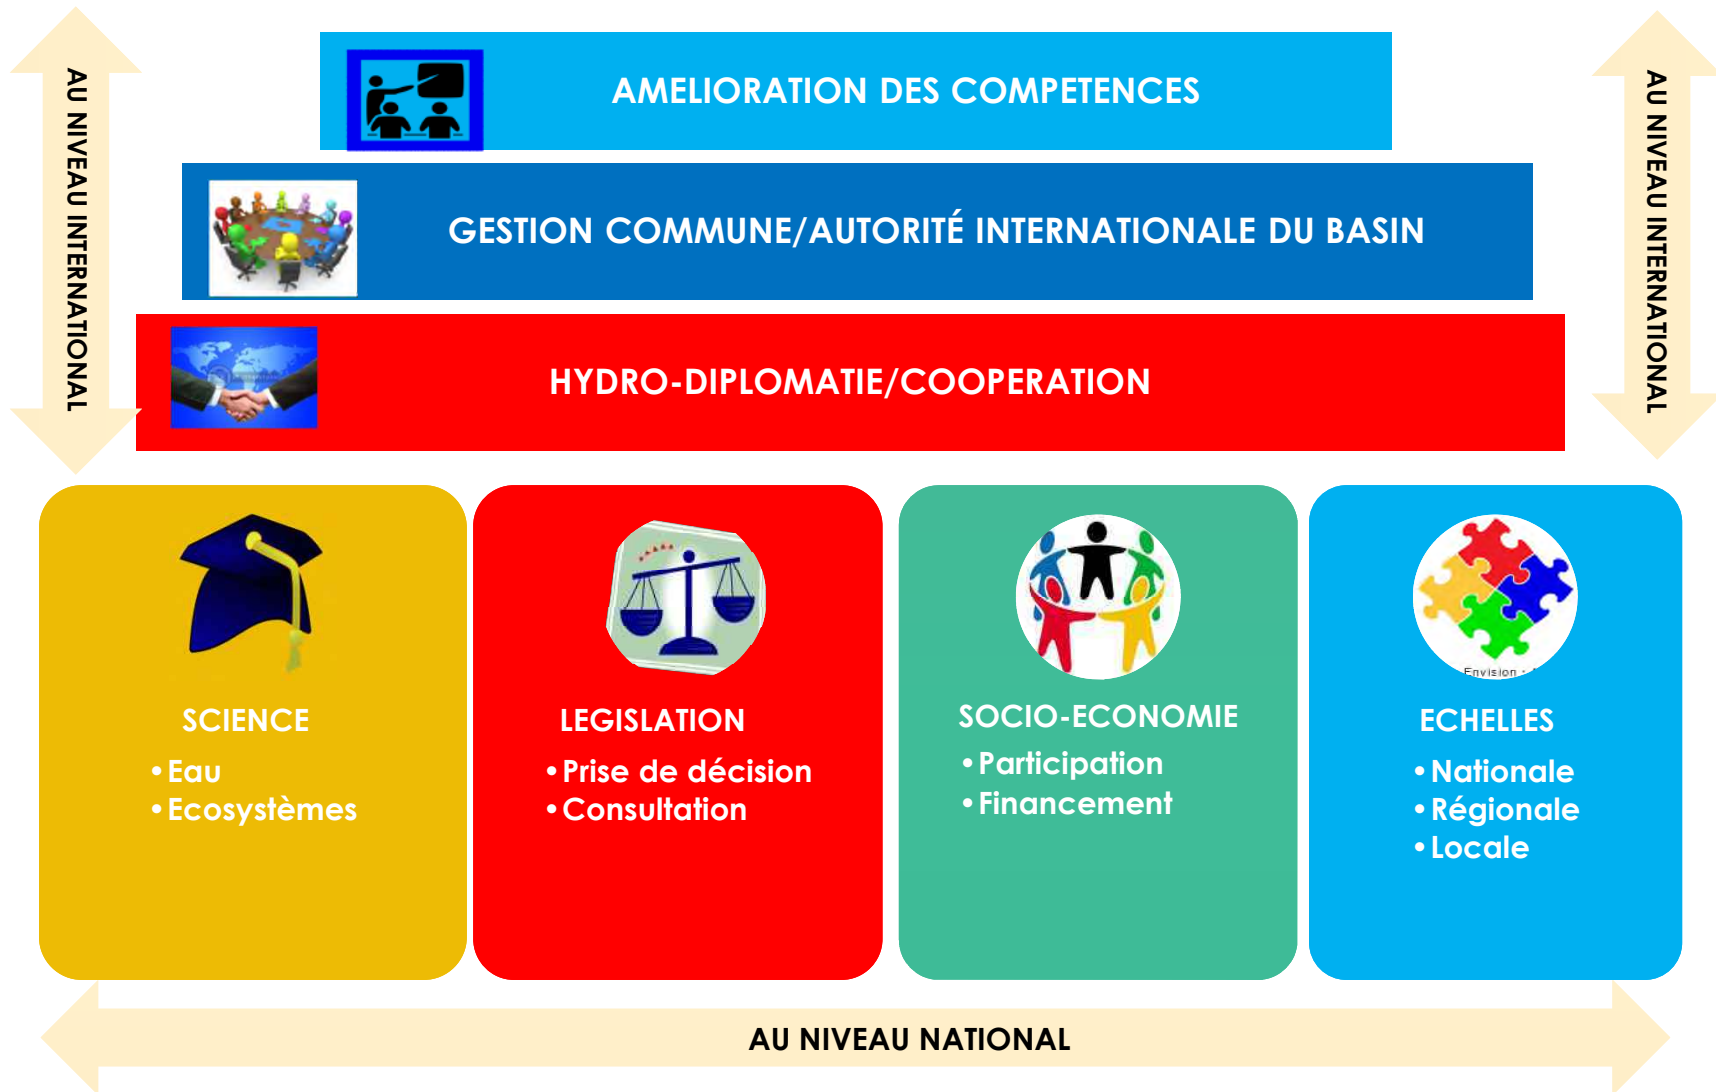 AU NIVEAU INTERNATIONAL
AMELIORATION DES COMPETENCES
GESTION COMMUNE/AUTORITÉ INTERNATIONALE DU BASIN
HYDRO-DIPLOMATIE/COOPERATION
AU NIVEAU INTERNATIONAL
SCIENCE
• Eau
• Ecosystèmes
LEGISLATION
• Prise de décision
• Consultation
SOCIO-ECONOMIE
• Participation
• Financement
Envision -
ECHELLES
• Nationale
• Régionale
• Locale
AU NIVEAU NATIONAL